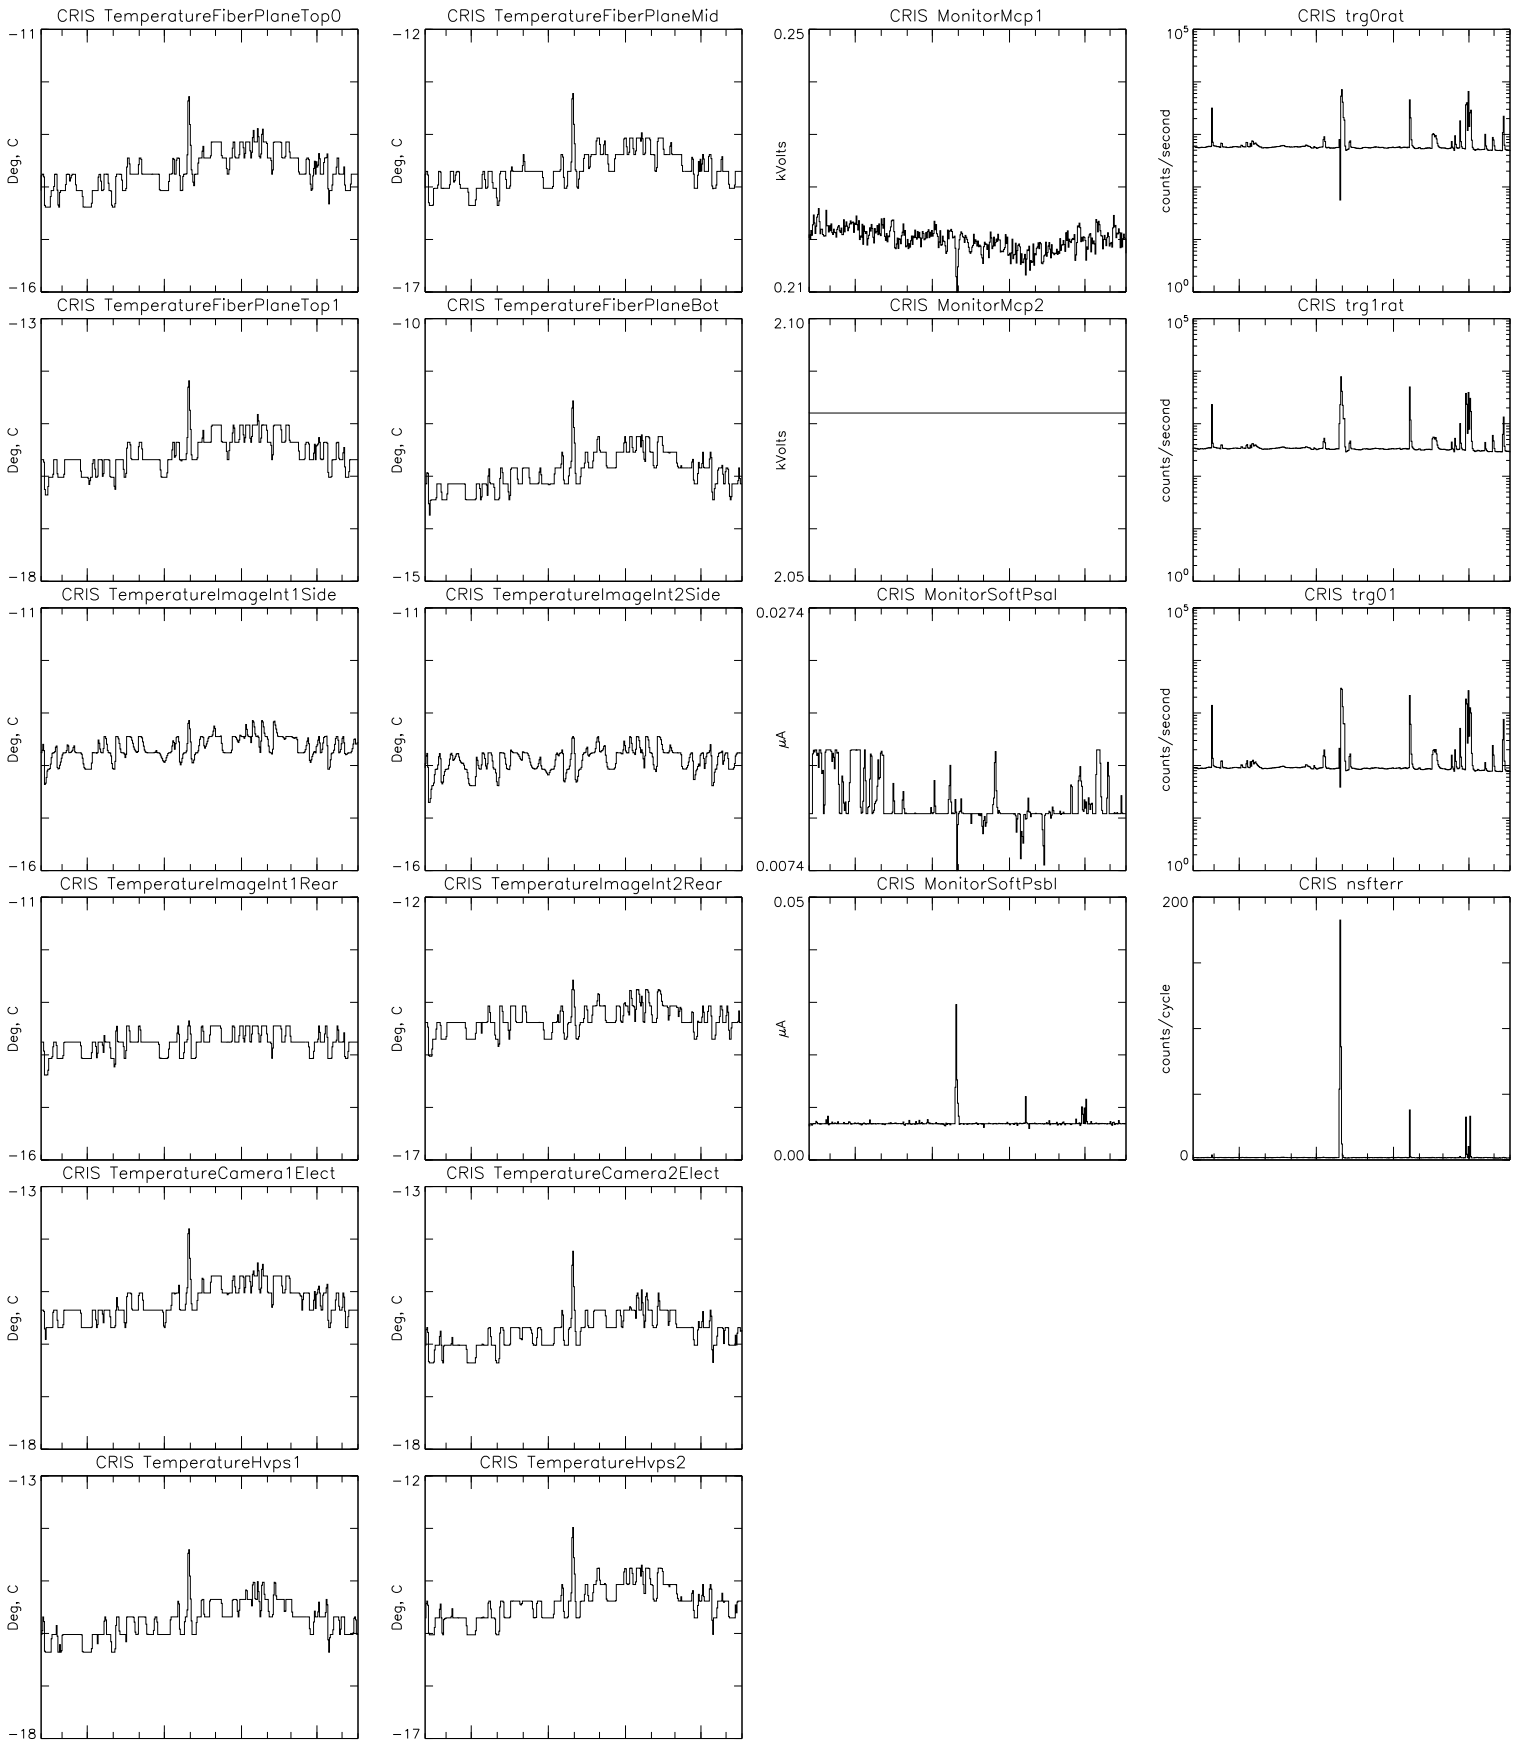 CRIS TemperatureFiberPlaneTop0
-11
Deg, C
-16
CRIS TemperatureFiberPlaneMid
-12
Deg, C
-17
CRIS MonitorMcp1
0.25
kVolts
0.21
CRIS trg0rat
10^5
counts/second
10^0
CRIS TemperatureFiberPlaneTop1
-13
Deg, C
-18
CRIS TemperatureFiberPlaneBot
-10
Deg, C
-15
CRIS MonitorMcp2
2.10
kVolts
2.05
CRIS trg1rat
10^5
counts/second
10^0
CRIS TemperatureImageInt1Side
-11
Deg, C
-16
CRIS TemperatureImageInt2Side
-11
Deg, C
-16
CRIS MonitorSoftPsaI
0.0274
μA
0.0074
CRIS trg01
10^5
counts/second
10^0
CRIS TemperatureImageInt1Rear
-11
Deg, C
-16
CRIS TemperatureImageInt2Rear
-12
Deg, C
-17
CRIS MonitorSoftPsbI
0.05
μA
0.00
CRIS nsfterr
200
counts/cycle
0
CRIS TemperatureCamera1Elect
-13
Deg, C
-18
CRIS TemperatureCamera2Elect
-13
Deg, C
-18
CRIS TemperatureHvps1
-13
Deg, C
-18
CRIS TemperatureHvps2
-12
Deg, C
-17